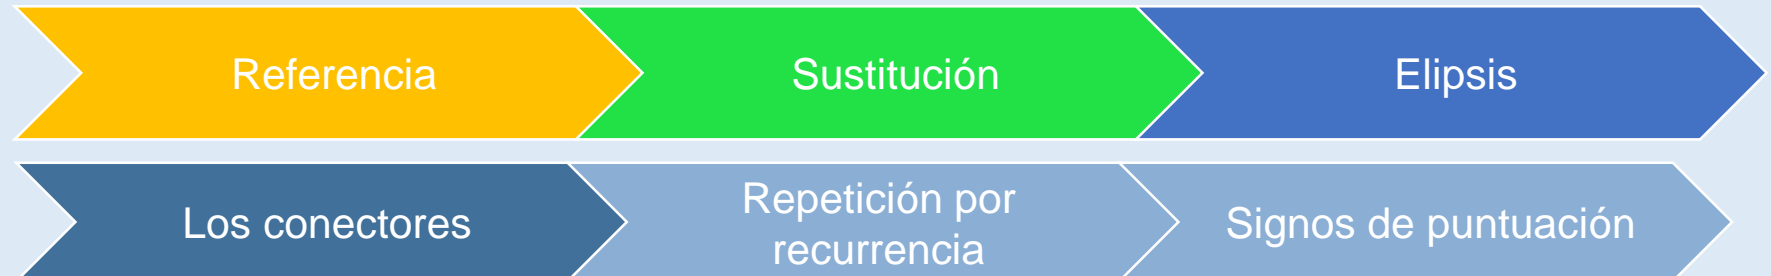 Referencia
Sustitución
Elipsis
Los conectores
Repetición por
recurrencia
Signos de puntuación